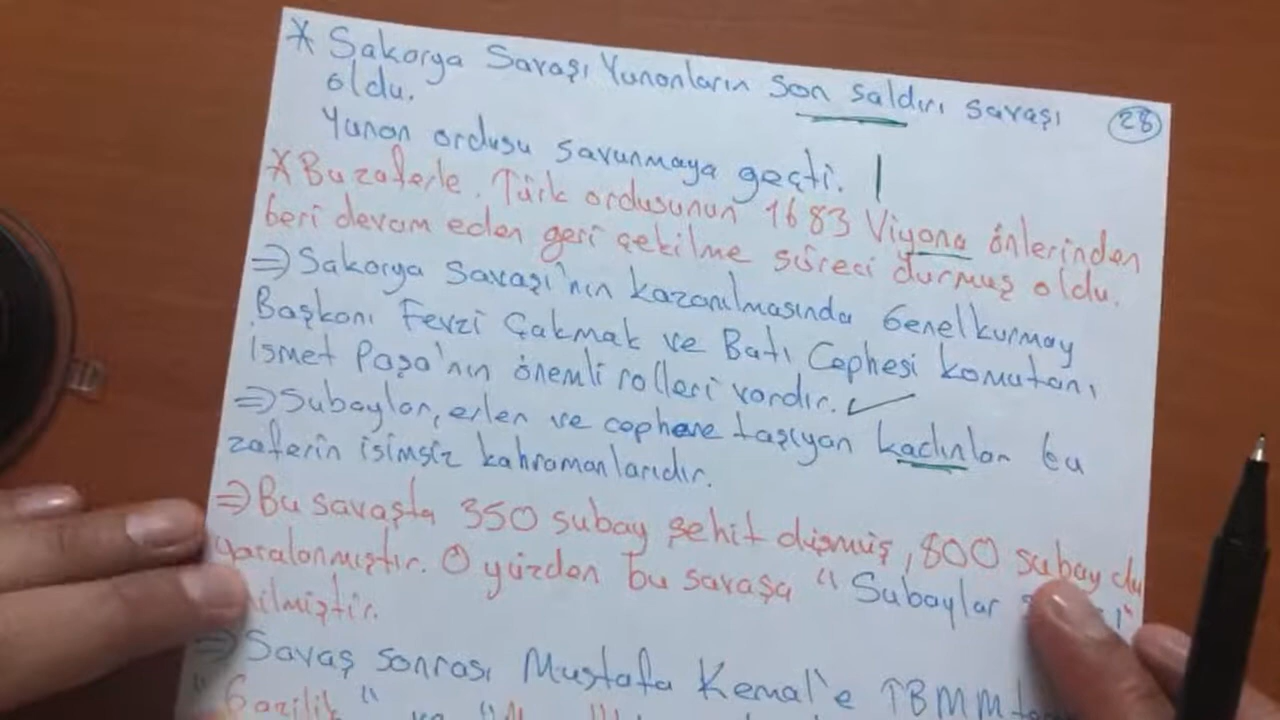 * Sakarya Savaşı Yunanların son saldırı savaşı
oldu.
28
Yunan ordusu savunmaya geçti.
* Bu zaferle. Türk ordusunun 1683 Viyana önlerinden
beri devam eden geri çekilme süreci durmuş oldu.
⇒ Sakarya Savaşı'nın kazanılmasında Genelkurmay
Başkanı Fevzi Çakmak ve Batı Cephesi komutanı
İsmet Paşa'nın önemli rolleri vardır. ✓
⇒ Subaylar, erler ve cephane taşıyan kadınlar bu
zaferin isimsiz kahramanlarıdır.
⇒ Bu savaşta 350 subay şehit düşmüş, 800 subay da
yaralanmıştır. O yüzden bu savaşa "Subaylar
⇒ Savaş sonrası Mustafa Kemal'e TBMM
"Gazilik"